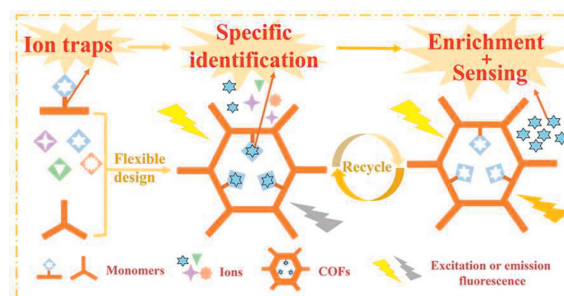 Ion traps
Specific
identification
Enrichment
+
Sensing
Flexible
design
Recycle
Monomers
Ions
COFs
Excitation or emission
fluorescence